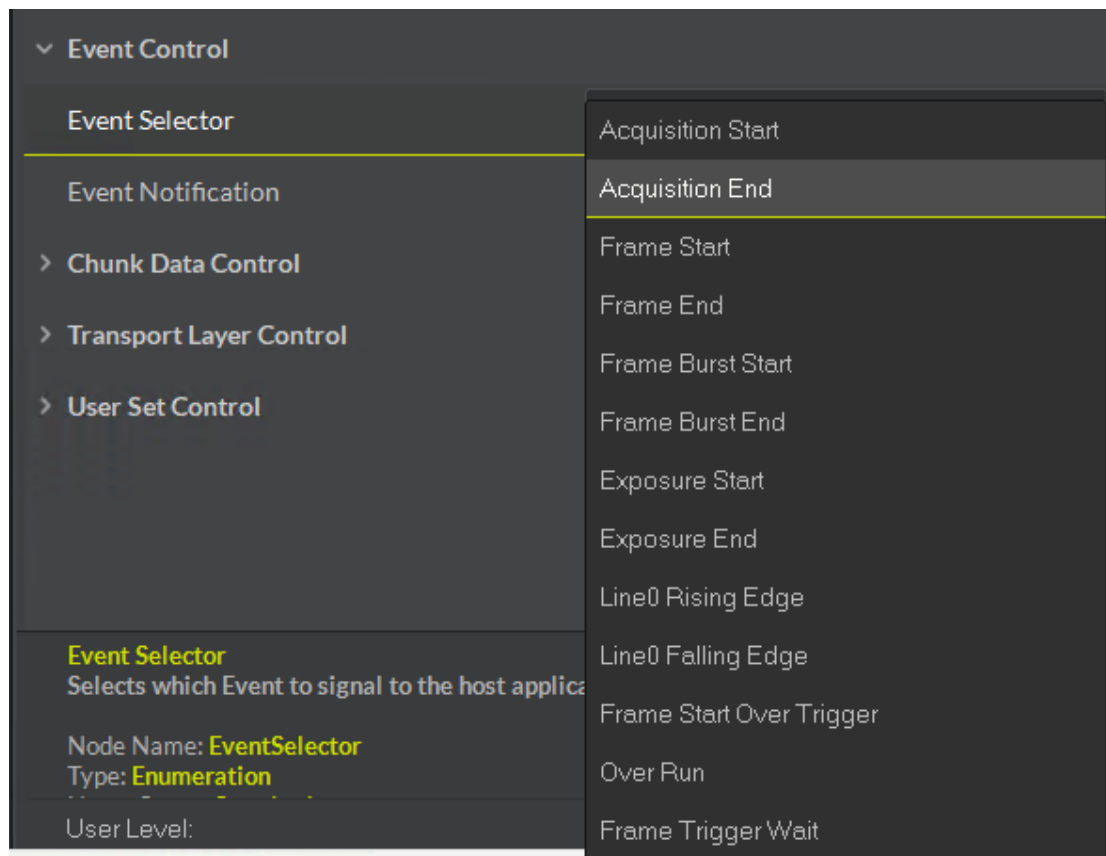 Event Control
Event Selector
Event Notification
Chunk Data Control
Transport Layer Control
User Set Control
Acquisition Start
Acquisition End
Frame Start
Frame End
Frame Burst Start
Frame Burst End
Exposure Start
Exposure End
Line0 Rising Edge
Line0 Falling Edge
Frame Start Over Trigger
Over Run
Frame Trigger Wait
Event Selector
Selects which Event to signal to the host applica
Node Name: EventSelector
Type: Enumeration
User Level: